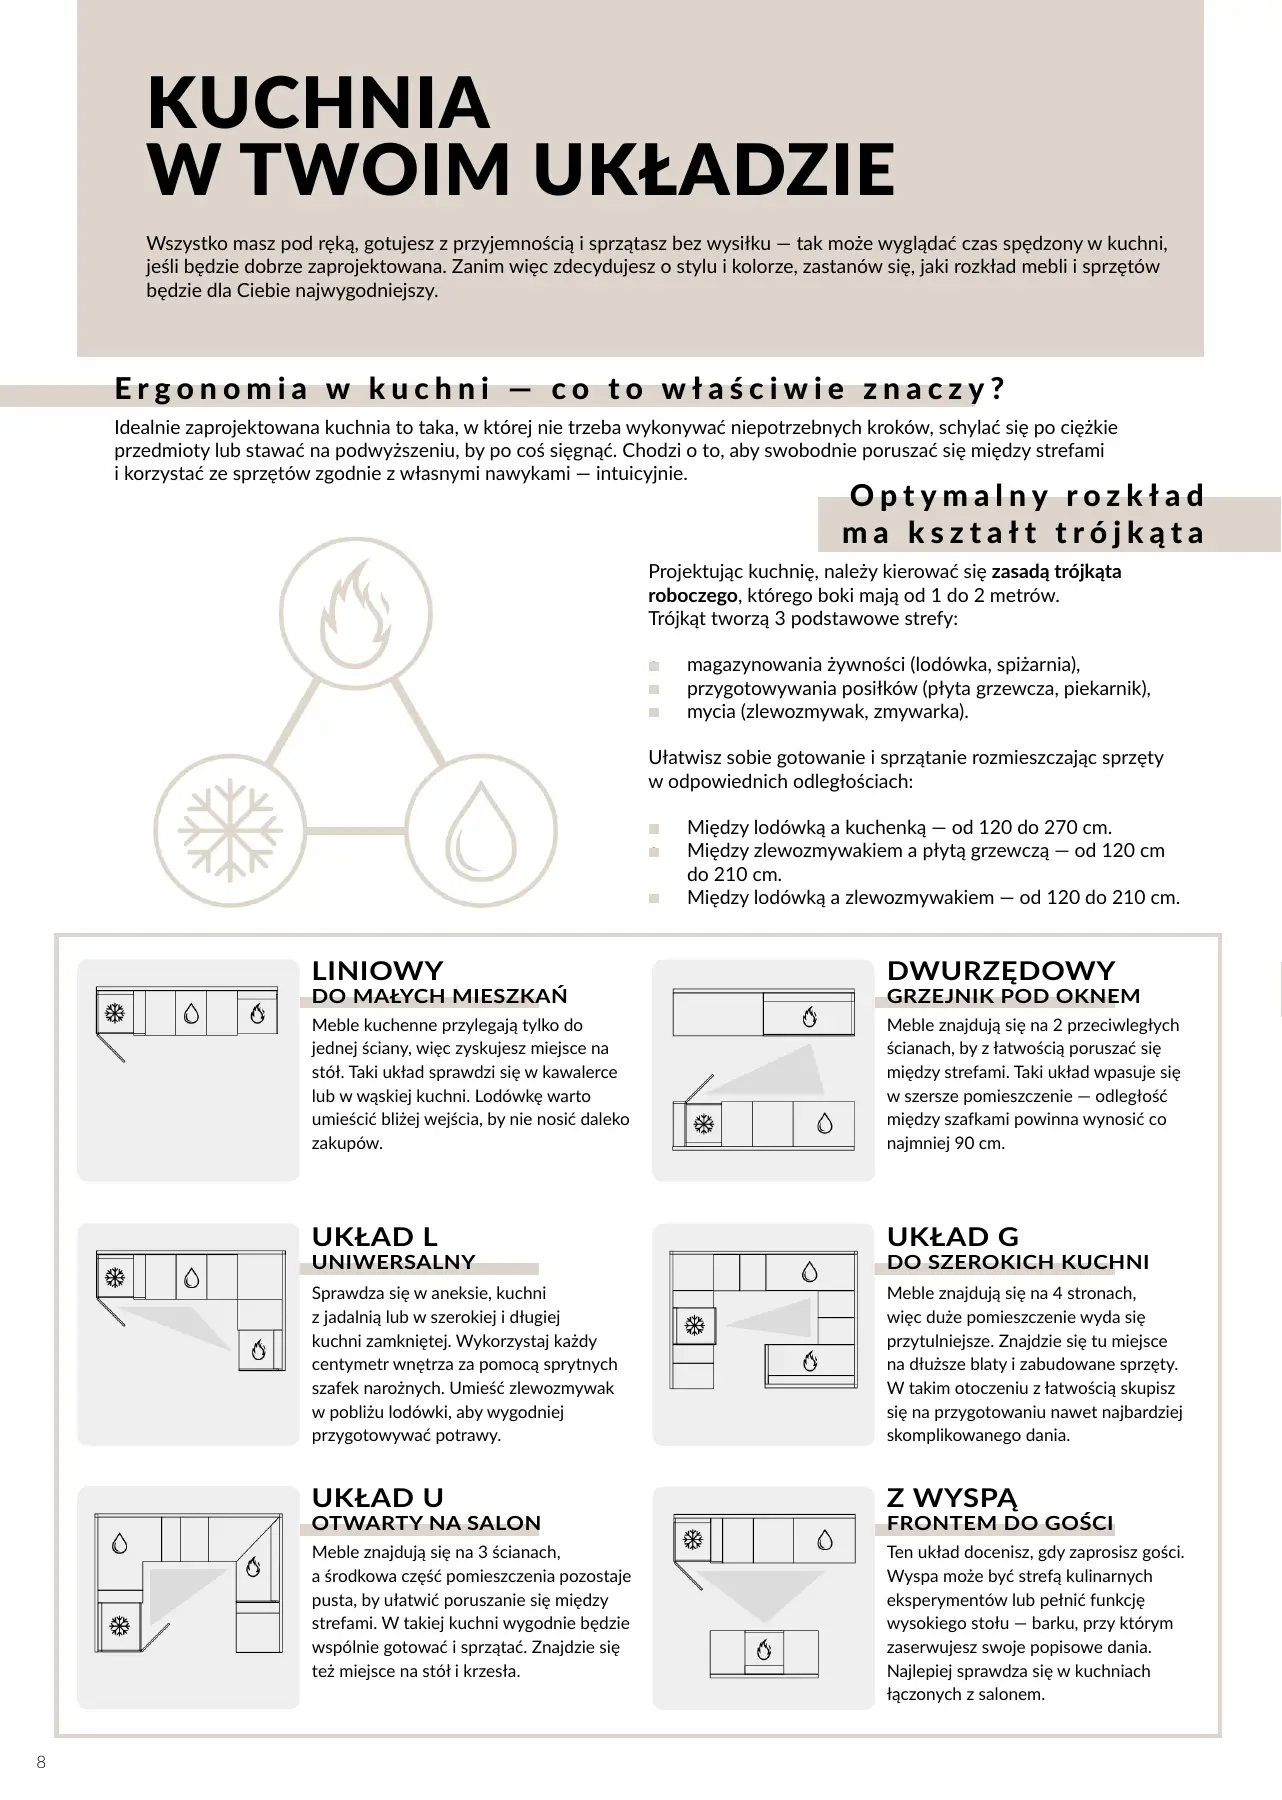 KUCHNIA
W TWOIM UKŁADZIE
Wszystko masz pod ręką, gotujesz z przyjemnością i sprzątasz bez wysiłku — tak może wyglądać czas spędzony w kuchni,
jeśli będzie dobrze zaprojektowana. Zanim więc zdecydujesz o stylu i kolorze, zastanów się, jaki rozkład mebli i sprzętów
będzie dla Ciebie najwygodniejszy.
Ergonomia w kuchni — co to właściwie znaczy?
Idealnie zaprojektowana kuchnia to taka, w której nie trzeba wykonywać niepotrzebnych kroków, schylać się po ciężkie
przedmioty lub stawać na podwyższeniu, by po coś sięgnąć. Chodzi o to, aby swobodnie poruszać się między strefami
i korzystać ze sprzętów zgodnie z własnymi nawykami — intuicyjnie.
Optymalny rozkład
ma kształt trójkąta
Projektując kuchnię, należy kierować się zasadą trójkąta
roboczego, którego boki mają od 1 do 2 metrów.
Trójkąt tworzą 3 podstawowe strefy:
magazynowania żywności (lodówka, spiżarnia),
przygotowywania posiłków (płyta grzewcza, piekarnik),
mycia (zlewozmywak, zmywarka).
Ułatwisz sobie gotowanie i sprzątanie rozmieszczając sprzęty
w odpowiednich odległościach:
Między lodówką a kuchenką — od 120 do 270 cm.
Między zlewozmywakiem a płytą grzewczą — od 120 cm
do 210 cm.
Między lodówką a zlewozmywakiem — od 120 do 210 cm.
LINIOWY
DO MAŁYCH MIESZKAŃ
Meble kuchenne przylegają tylko do
jednej ściany, więc zyskujesz miejsce na
stół. Taki układ sprawdzi się w kawalerce
lub w wąskiej kuchni. Lodówkę warto
umieścić bliżej wejścia, by nie nosić daleko
zakupów.
DWURZĘDOWY
GRZEJNIK POD OKNEM
Meble znajdują się na 2 przeciwległych
ścianach, by z łatwością poruszać się
między strefami. Taki układ wpasuje się
w szersze pomieszczenie — odległość
między szafkami powinna wynosić co
najmniej 90 cm.
UKŁAD L
UNIWERSALNY
Sprawdza się w aneksie, kuchni
z jadalnią lub w szerokiej i długiej
kuchni zamkniętej. Wykorzystaj każdy
centymetr wnętrza za pomocą sprytnych
szafek narożnych. Umieść zlewozmywak
w pobliżu lodówki, aby wygodniej
przygotowywać potrawy.
UKŁAD G
DO SZEROKICH KUCHNI
Meble znajdują się na 4 stronach,
więc duże pomieszczenie wyda się
przytulniejsze. Znajdzie się tu miejsce
na dłuższe blaty i zabudowane sprzęty.
W takim otoczeniu z łatwością skupisz
się na przygotowaniu nawet najbardziej
skomplikowanego dania.
UKŁAD U
OTWARTY NA SALON
Meble znajdują się na 3 ścianach,
a środkowa część pomieszczenia pozostaje
pusta, by ułatwić poruszanie się między
strefami. W takiej kuchni wygodnie będzie
wspólnie gotować i sprzątać. Znajdzie się
też miejsce na stół i krzesła.
Z WYSPĄ
FRONTEM DO GOŚCI
Ten układ docenisz, gdy zaprosisz gości.
Wyspa może być strefą kulinarnych
eksperymentów lub pełnić funkcję
wysokiego stołu — barku, przy którym
zaserwujesz swoje popisowe dania.
Najlepiej sprawdza się w kuchniach
łączonych z salonem.
8